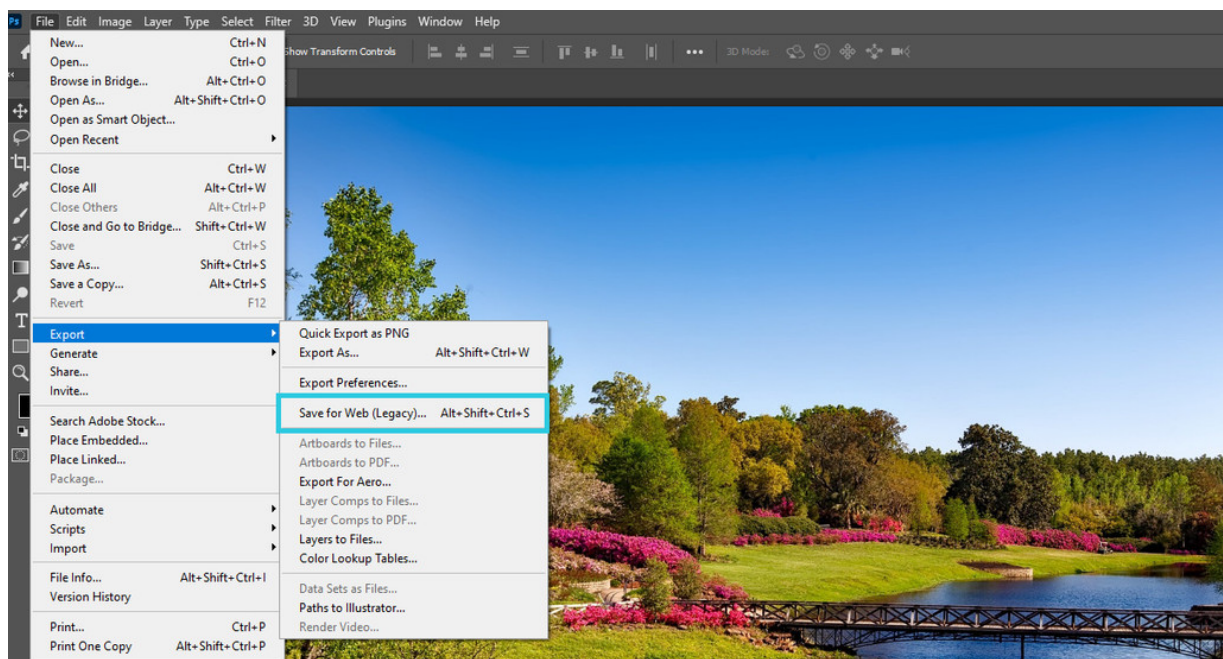 Ps File Edit Image Layer Type Select Filter 3D View Plugins Window Help
Show Transform Controls 3D Mode:
New... Ctrl+N
Open... Ctrl+O
Browse in Bridge... Alt+Ctrl+O
Open As... Alt+Shift+Ctrl+O
Open as Smart Object...
Open Recent
Close Ctrl+W
Close All Alt+Ctrl+W
Close Others Alt+Ctrl+P
Close and Go to Bridge... Shift+Ctrl+W
Save Ctrl+S
Save As... Shift+Ctrl+S
Save a Copy... Alt+Ctrl+S
Revert F12
Export
Generate
Share...
Invite...
Search Adobe Stock...
Place Embedded...
Place Linked...
Package...
Automate
Scripts
Import
File Info... Alt+Shift+Ctrl+I
Version History
Print... Ctrl+P
Print One Copy Alt+Shift+Ctrl+P
Quick Export as PNG
Export As... Alt+Shift+Ctrl+W
Export Preferences...
Save for Web (Legacy)... Alt+Shift+Ctrl+S
Artboards to Files...
Artboards to PDF...
Export For Aero...
Layer Comps to Files...
Layer Comps to PDF...
Layers to Files...
Color Lookup Tables...
Data Sets as Files...
Paths to Illustrator...
Render Video...